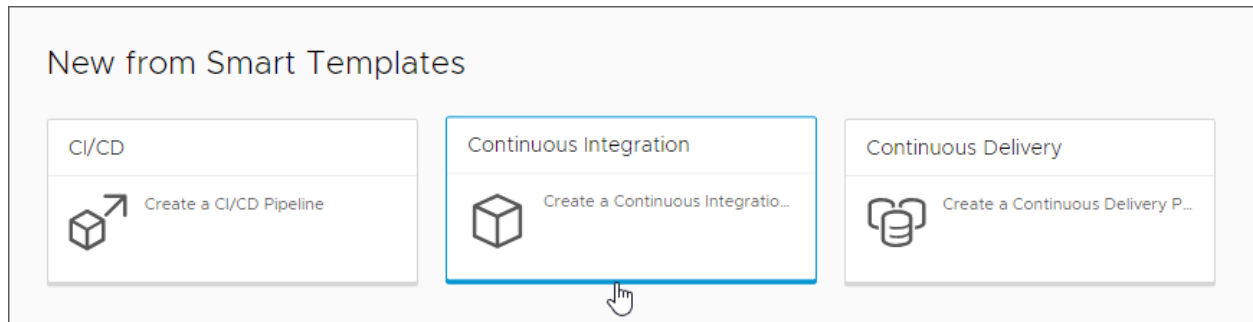 New from Smart Templates
CI/CD
Create a CI/CD Pipeline
Continuous Integration
Create a Continuous Integratio...
Continuous Delivery
Create a Continuous Delivery P...